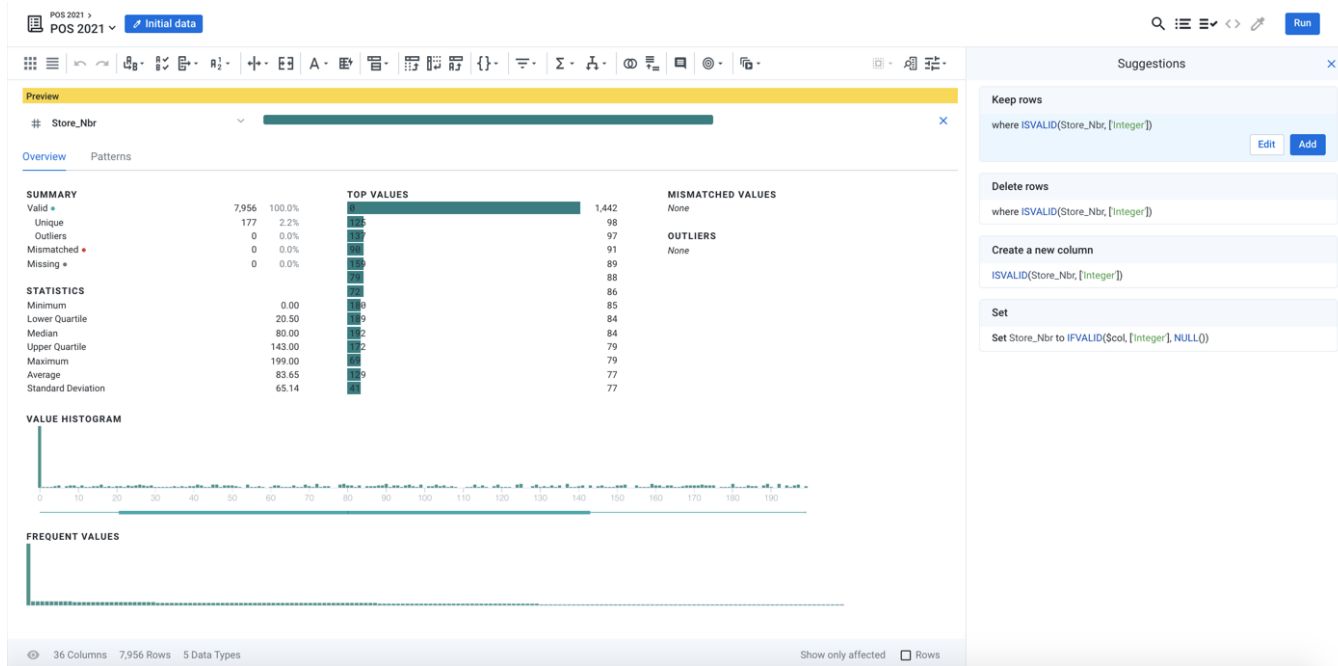 POS 2021 >
POS 2021
Initial data
Run
Preview
# Store_Nbr
Overview Patterns
SUMMARY
Valid 7,956 100.0%
Unique 177 2.2%
Outliers 0 0.0%
Mismatched 0 0.0%
Missing 0 0.0%
STATISTICS
Minimum 0.00
Lower Quartile 20.50
Median 80.00
Upper Quartile 143.00
Maximum 199.00
Average 83.65
Standard Deviation 65.14
TOP VALUES
0 1,442
125 98
137 97
90 91
159 89
79 88
72 86
180 85
189 84
192 84
172 79
69 79
129 77
41 77
MISMATCHED VALUES
None
OUTLIERS
None
VALUE HISTOGRAM
0 10 20 30 40 50 60 70 80 90 100 110 120 130 140 150 160 170 180 190
FREQUENT VALUES
36 Columns 7,956 Rows 5 Data Types
Show only affected Rows
Suggestions
Keep rows
where ISVALID(Store_Nbr, ['Integer'])
Edit Add
Delete rows
where ISVALID(Store_Nbr, ['Integer'])
Create a new column
ISVALID(Store_Nbr, ['Integer'])
Set
Set Store_Nbr to IFVALID($col, ['Integer'], NULL())